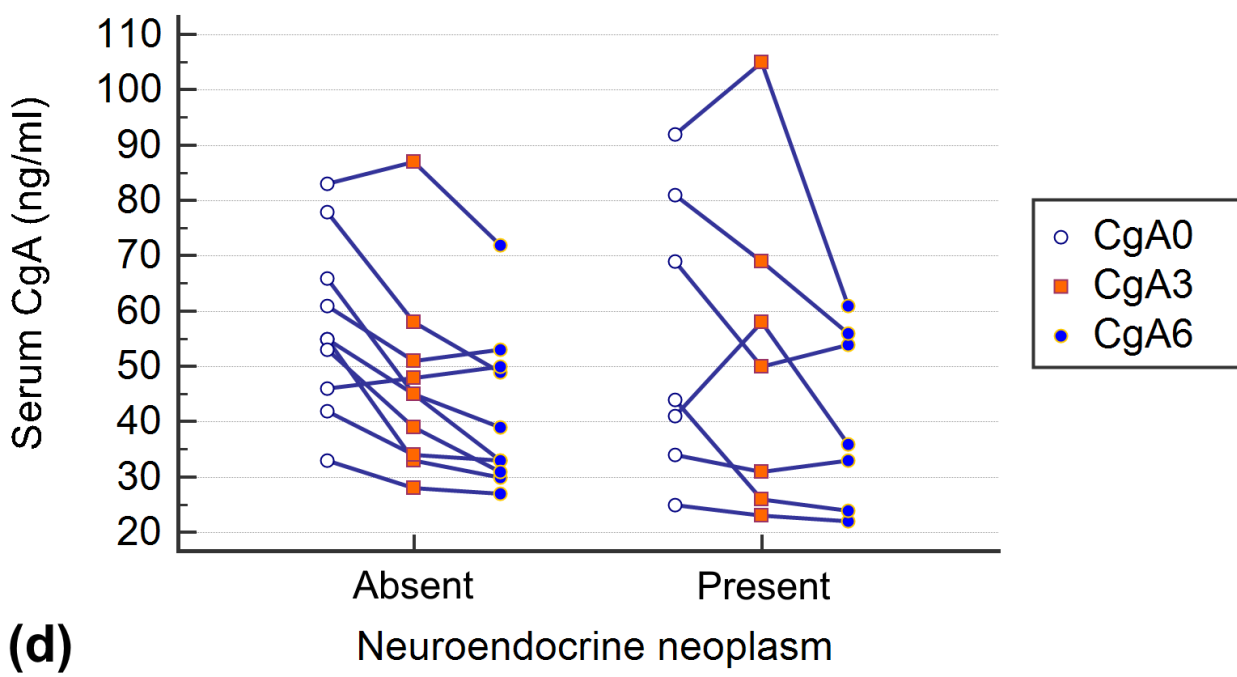 110
100
90
80
70
60
50
40
30
20
Serum CgA (ng/ml)
Absent
Present
Neuroendocrine neoplasm
CgA0
CgA3
CgA6
(d)